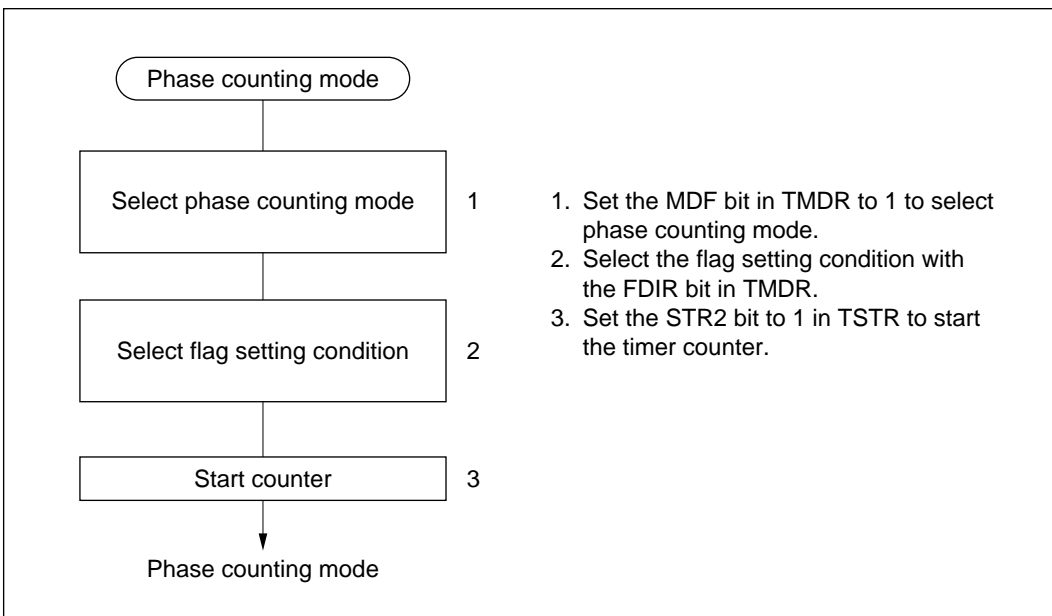 Phase counting mode
Select phase counting mode 1
Select flag setting condition 2
Start counter 3
Phase counting mode
1. Set the MDF bit in TMDR to 1 to select
phase counting mode.
2. Select the flag setting condition with
the FDIR bit in TMDR.
3. Set the STR2 bit to 1 in TSTR to start
the timer counter.